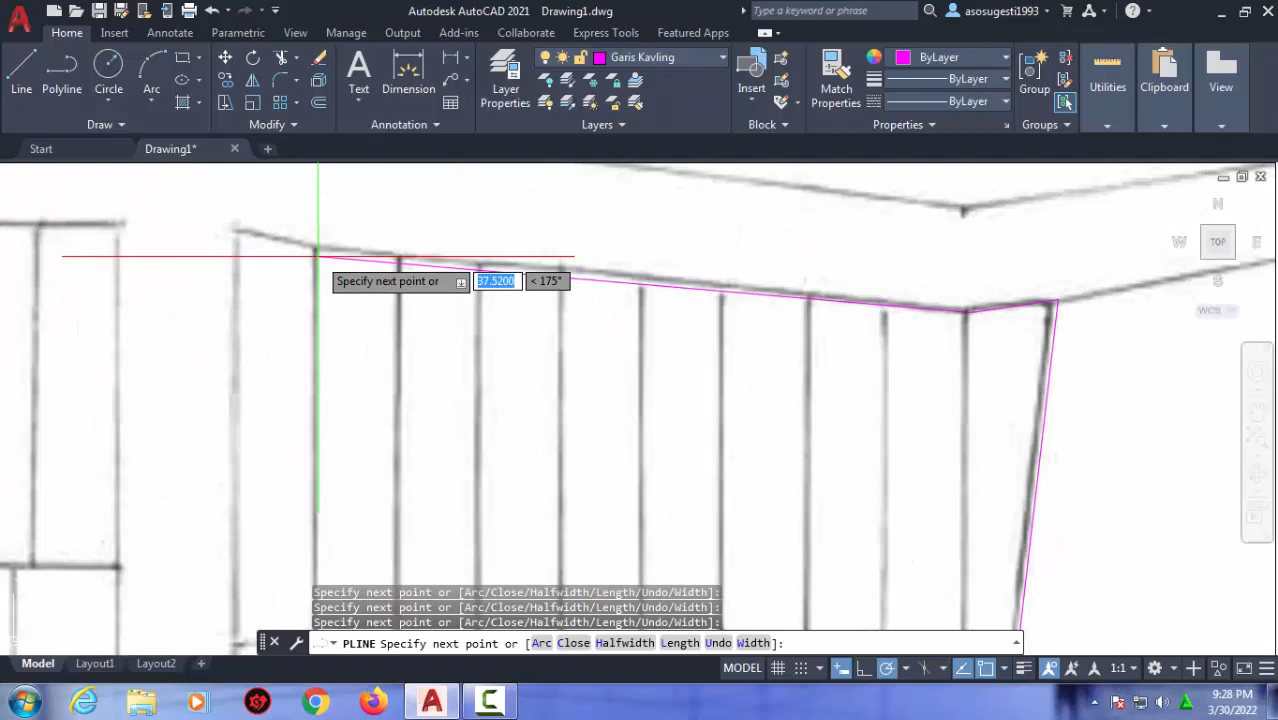 Autodesk AutoCAD 2021 Drawing1.dwg
Type a keyword or phrase
asosugesti1993
Home Insert Annotate Parametric View Manage Output Add-ins Collaborate Express Tools Featured Apps
Garis Kavling
ByLayer
ByLayer
ByLayer
Line Polyline Circle Arc
Text Dimension
Layer Properties
Insert
Match Properties
Group
Utilities Clipboard View
Draw Modify Annotation Layers Block Properties Groups
Start Drawing1*
N
W TOP E
S
WCS
Specify next point or 37.5200 < 175°
Specify next point or [Arc/Close/Halfwidth/Length/Undo/Width]:
Specify next point or [Arc/Close/Halfwidth/Length/Undo/Width]:
Specify next point or [Arc/Close/Halfwidth/Length/Undo/Width]:
PLINE Specify next point or [Arc Close Halfwidth Length Undo Width]:
Model Layout1 Layout2
MODEL 1:1
9:28 PM
3/30/2022